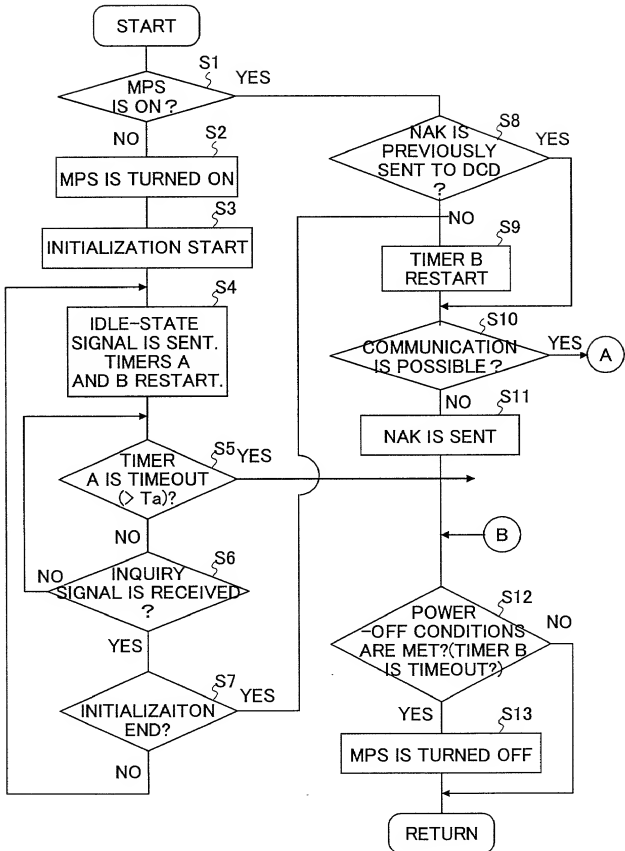 START
S1
MPS
IS ON?
YES
NO
S2
MPS IS TURNED ON
S3
INITIALIZATION START
S4
IDLE-STATE
SIGNAL IS SENT.
TIMERS A
AND B RESTART.
S5
TIMER
A IS TIMEOUT
(> Ta)?
YES
NO
S6
INQUIRY
SIGNAL IS RECEIVED
?
NO
YES
S7
INITIALIZAITON
END?
YES
NO
S8
NAK IS
PREVIOUSLY
SENT TO DCD
?
YES
NO
S9
TIMER B
RESTART
S10
COMMUNICATION
IS POSSIBLE?
YES
A
NO
S11
NAK IS SENT
B
S12
POWER
-OFF CONDITIONS
ARE MET?(TIMER B
IS TIMEOUT?)
NO
YES
S13
MPS IS TURNED OFF
RETURN